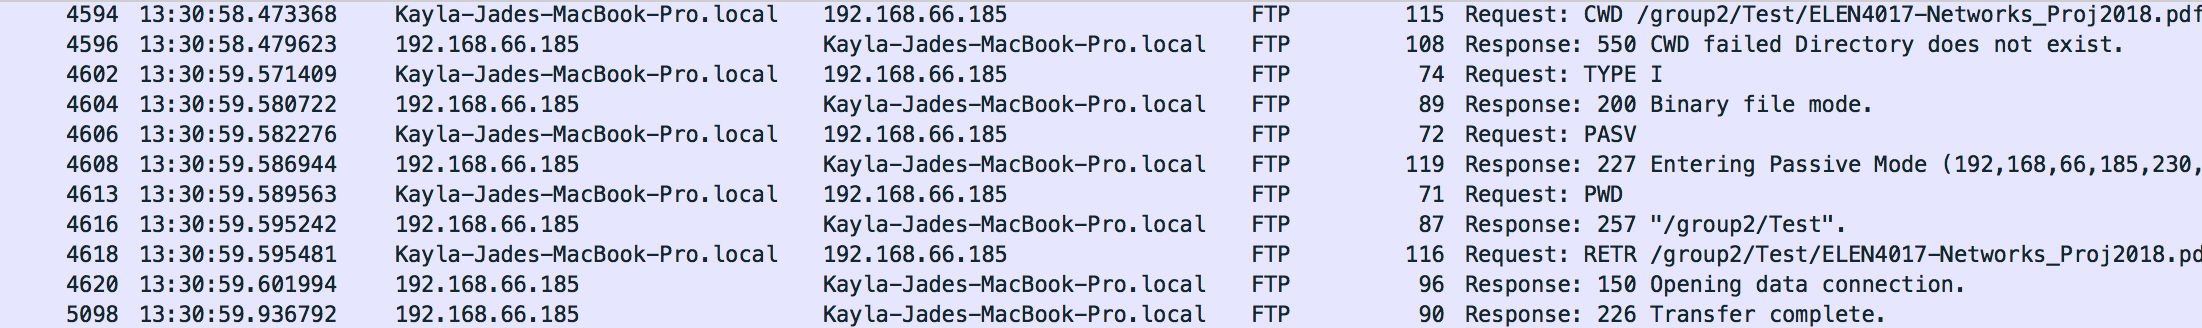 4594 13:30:58.473368 Kayla-Jades-MacBook-Pro.local 192.168.66.185 FTP 115 Request: CWD /group2/Test/ELEN4017-Networks_Proj2018.pdf
4596 13:30:58.479623 192.168.66.185 Kayla-Jades-MacBook-Pro.local FTP 108 Response: 550 CWD failed Directory does not exist.
4602 13:30:59.571409 Kayla-Jades-MacBook-Pro.local 192.168.66.185 FTP 74 Request: TYPE I
4604 13:30:59.580722 192.168.66.185 Kayla-Jades-MacBook-Pro.local FTP 89 Response: 200 Binary file mode.
4606 13:30:59.582276 Kayla-Jades-MacBook-Pro.local 192.168.66.185 FTP 72 Request: PASV
4608 13:30:59.586944 192.168.66.185 Kayla-Jades-MacBook-Pro.local FTP 119 Response: 227 Entering Passive Mode (192,168,66,185,230,
4613 13:30:59.589563 Kayla-Jades-MacBook-Pro.local 192.168.66.185 FTP 71 Request: PWD
4616 13:30:59.595242 192.168.66.185 Kayla-Jades-MacBook-Pro.local FTP 87 Response: 257 "/group2/Test".
4618 13:30:59.595481 Kayla-Jades-MacBook-Pro.local 192.168.66.185 FTP 116 Request: RETR /group2/Test/ELEN4017-Networks_Proj2018.pd
4620 13:30:59.601994 192.168.66.185 Kayla-Jades-MacBook-Pro.local FTP 96 Response: 150 Opening data connection.
5098 13:30:59.936792 192.168.66.185 Kayla-Jades-MacBook-Pro.local FTP 90 Response: 226 Transfer complete.